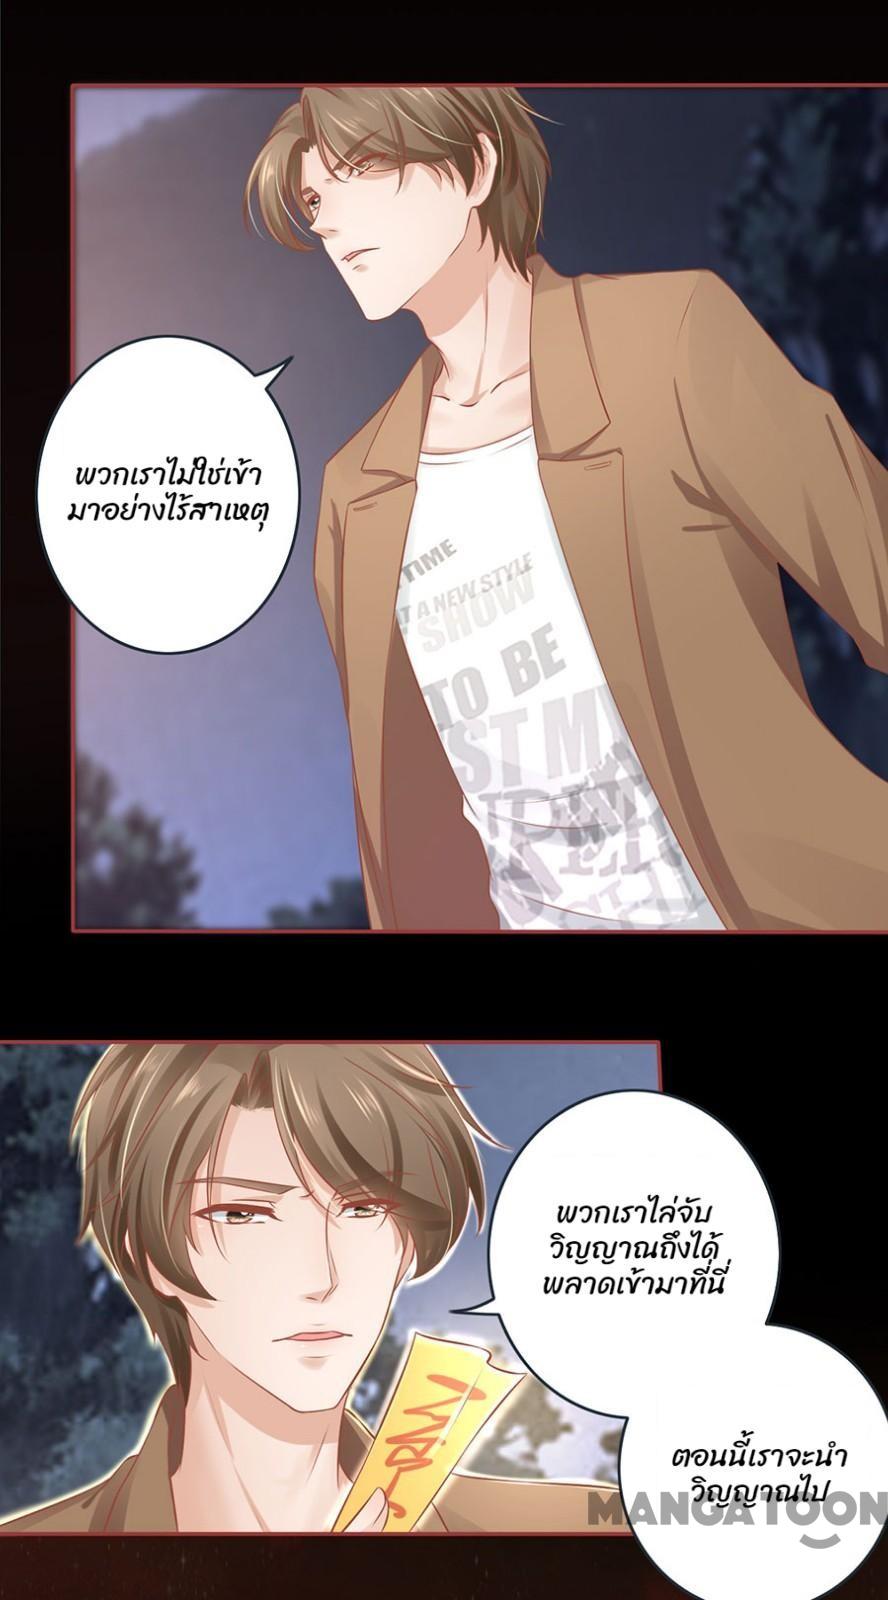 พวกเราไม่ใช่เข้า
มาอย่างไร้สาเหตุ
TIME
AT A NEW STYLE
SHOW
TO BE
ST MY
พวกเราไล่จับ
วิญญาณถึงได้
พลาดเข้ามาที่นี่
ตอนนี้เราจะนำ
วิญญาณไป
MANGATOON